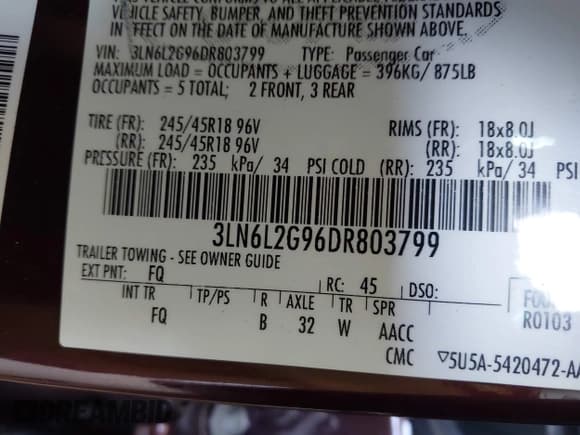 VEHICLE SAFETY, BUMPER, AND THEFT PREVENTION STANDARDS
IN EFFECT ON THE DATE OF MANUFACTURE SHOWN ABOVE.
VIN: 3LN6L2G96DR803799 TYPE: Passenger Car
MAXIMUM LOAD = OCCUPANTS + LUGGAGE = 396KG/ 875LB
OCCUPANTS = 5 TOTAL; 2 FRONT, 3 REAR
TIRE (FR): 245/45R18 96V RIMS (FR): 18x8.0J
(RR): 245/45R18 96V (RR): 18x8.0J
PRESSURE (FR): 235 kPa/ 34 PSI COLD (RR): 235 kPa/ 34 PSI
3LN6L2G96DR803799
TRAILER TOWING - SEE OWNER GUIDE
EXT PNT: FQ RC: 45 DSO:
INT TR TP/PS R AXLE TR SPR
FQ B 32 W AACC
R0103
CMC ▽5U5A-5420472-AA
DREAMBID